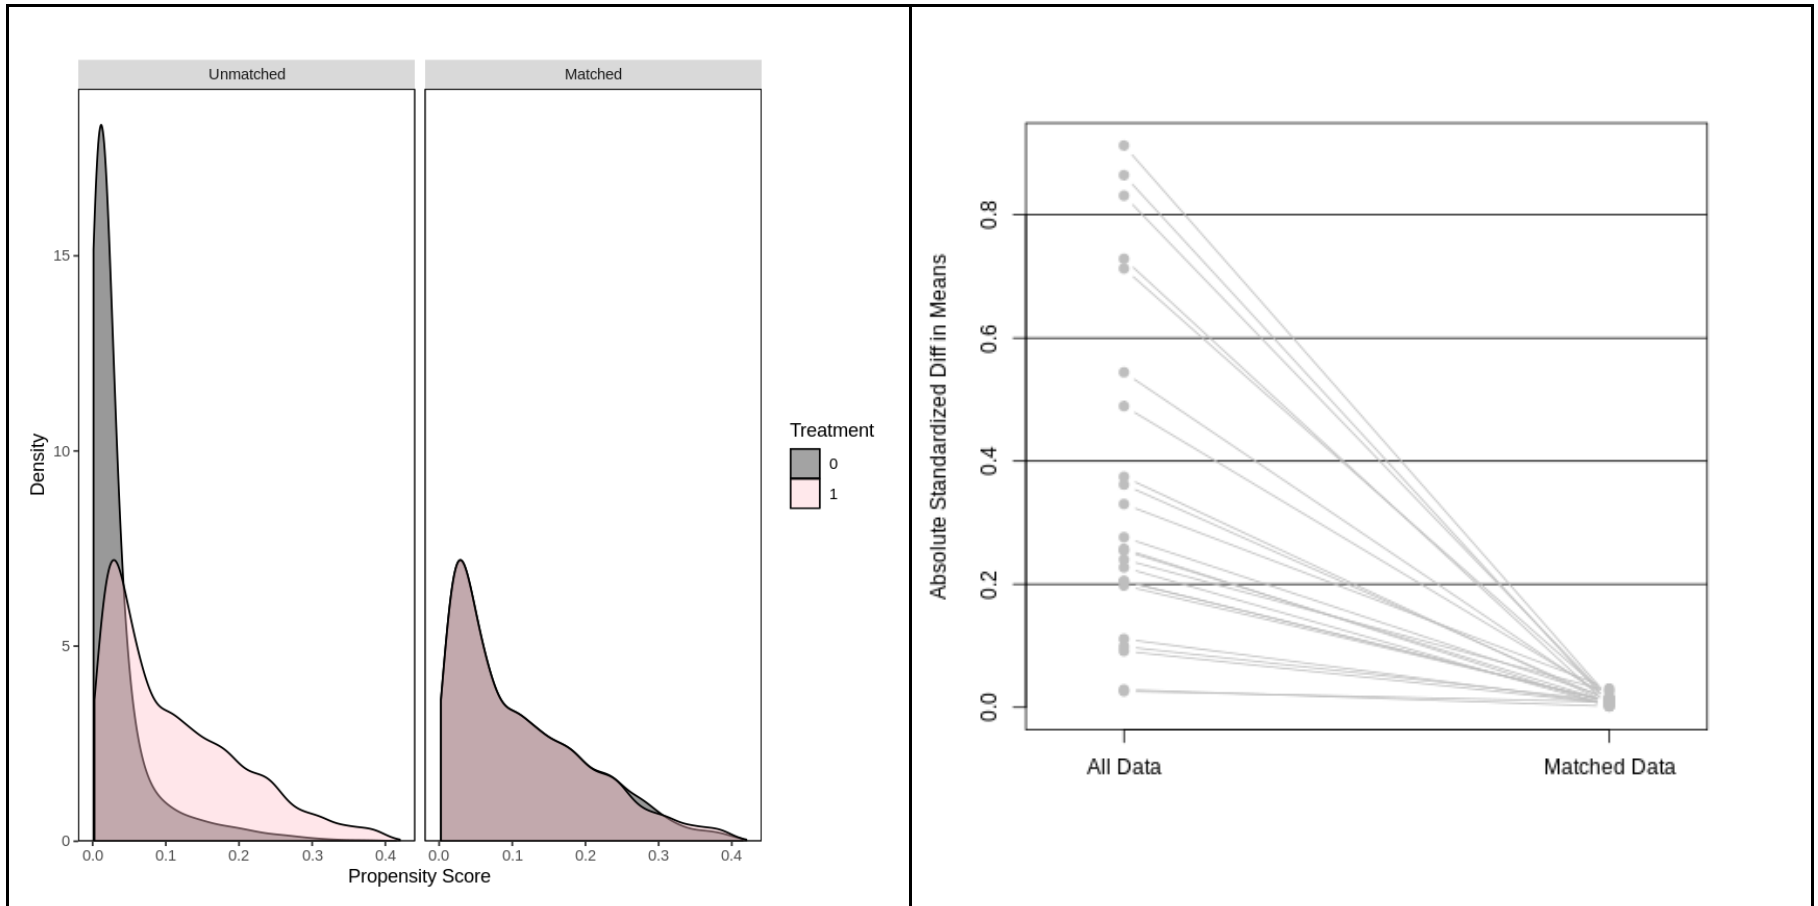 Unmatched
Matched
Density
15
10
5
0
0.0 0.1 0.2 0.3 0.4
0.0 0.1 0.2 0.3 0.4
Propensity Score
Treatment
0
1
Absolute Standardized Diff in Means
0.8
0.6
0.4
0.2
0.0
All Data
Matched Data